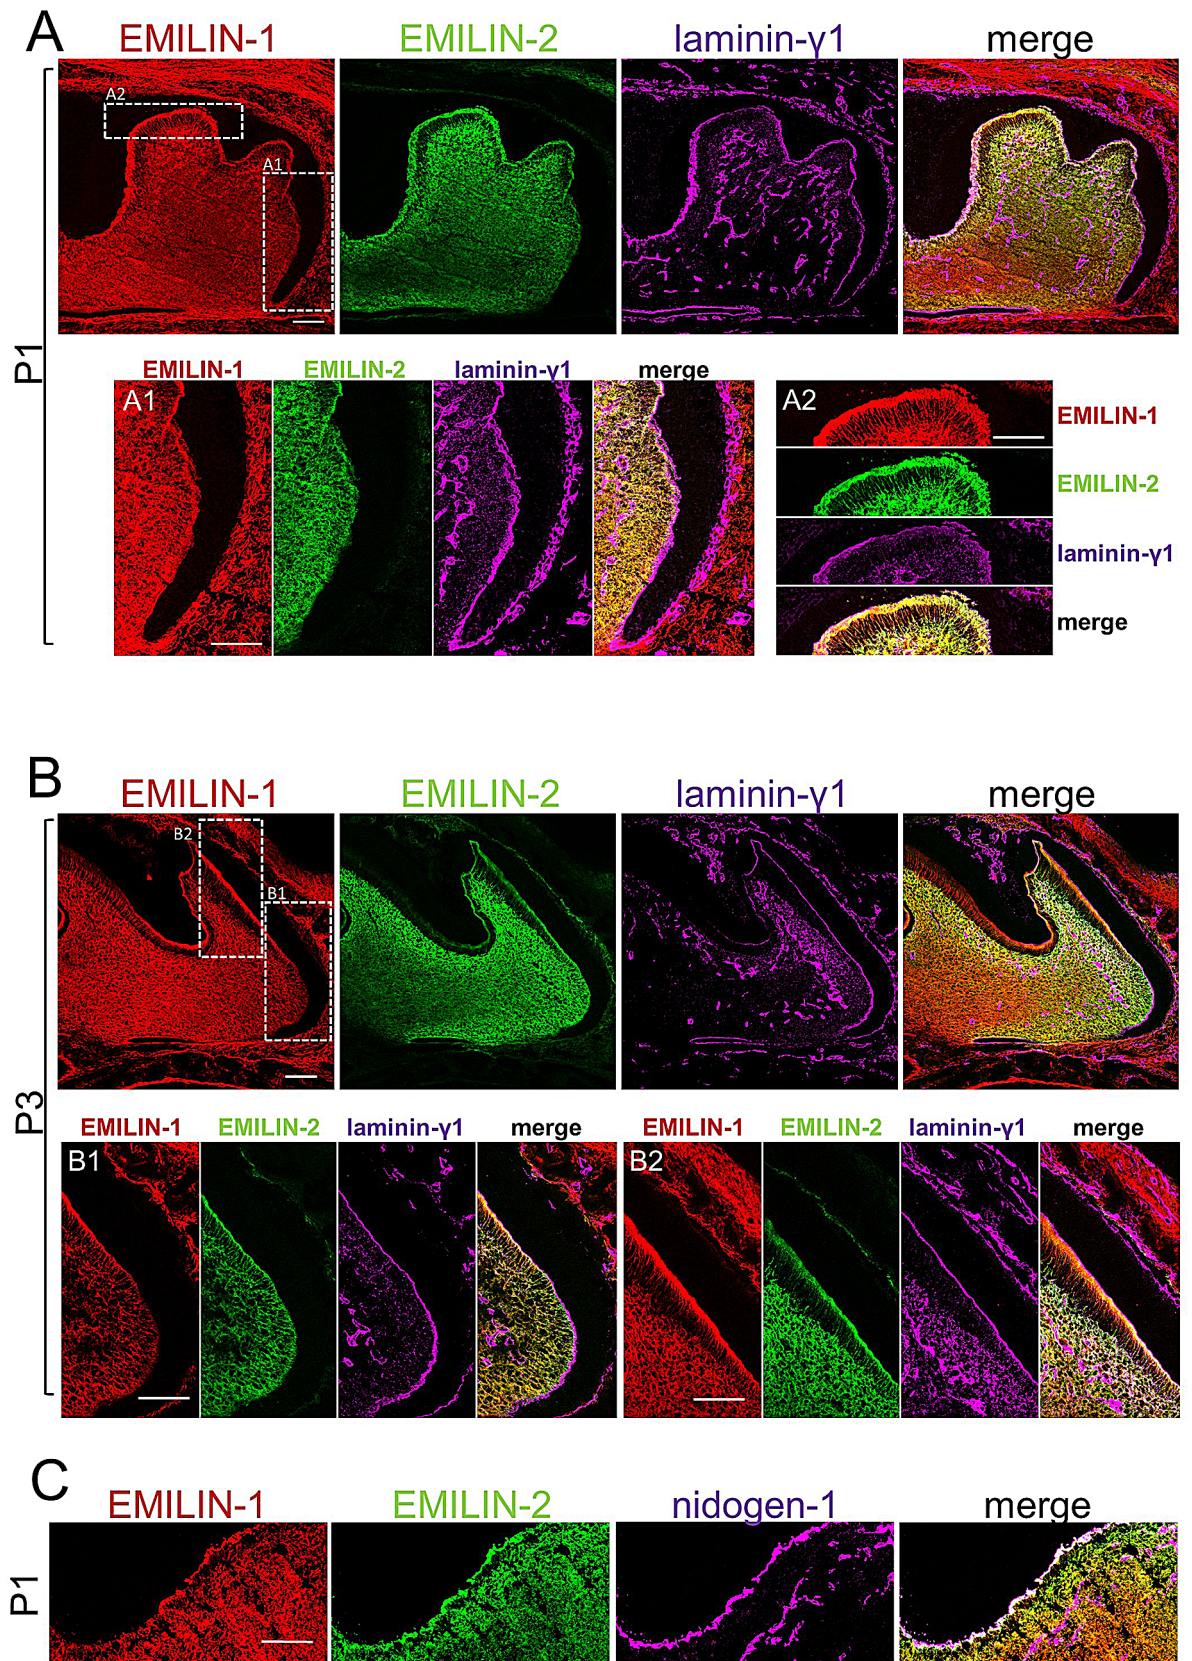 A
EMILIN-1 EMILIN-2 laminin-γ1 merge
A2
A1
P1
EMILIN-1 EMILIN-2 laminin-γ1 merge
A1
A2
EMILIN-1
EMILIN-2
laminin-γ1
merge
B
EMILIN-1 EMILIN-2 laminin-γ1 merge
B2
B1
P3
EMILIN-1 EMILIN-2 laminin-γ1 merge EMILIN-1 EMILIN-2 laminin-γ1 merge
B1 B2
C
EMILIN-1 EMILIN-2 nidogen-1 merge
P1